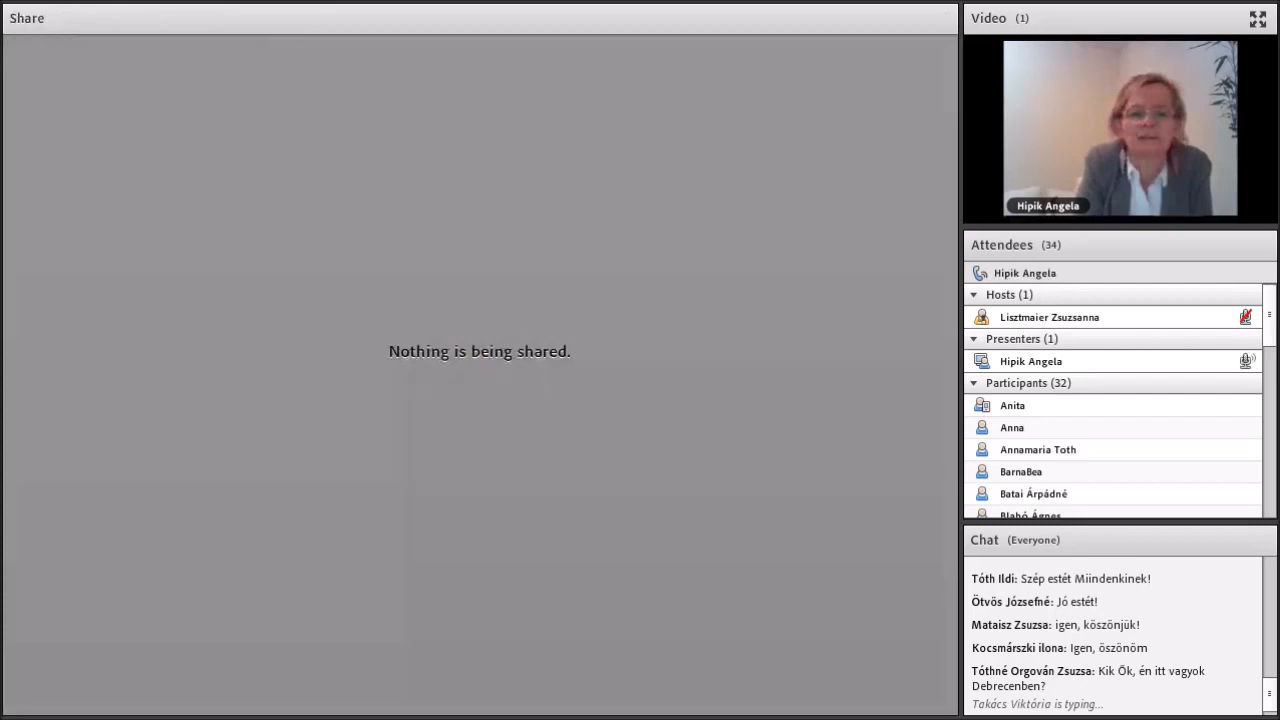 Share
Nothing is being shared.
Video (1)
Hipik Angela
Attendees (34)
Hipik Angela
Hosts (1)
Lisztmaier Zsuzsanna
Presenters (1)
Hipik Angela
Participants (32)
Anita
Anna
Annamaria Toth
BarnaBea
Batai Árpádné
Blahó Ágnes
Chat (Everyone)
Tóth Ildi: Szép estét Miindenkinek!
Ötvös Józsefné: Jó estét!
Mataisz Zsuzsa: igen, köszönjük!
Kocsmárszki ilona: Igen, öszönöm
Tóthné Orgován Zsuzsa: Kik Ők, én itt vagyok
Debrecenben?
Takács Viktória is typing...